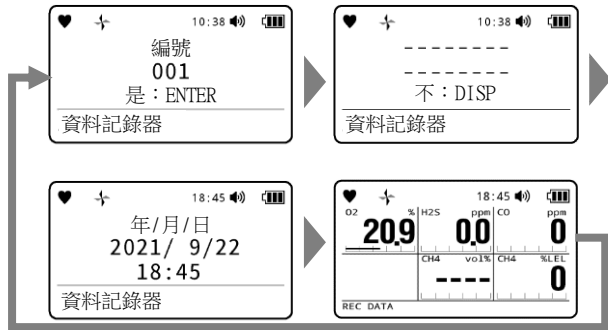 10:38
編號
001
是：ENTER
資料記錄器
10:38
--------
--------
不：DISP
資料記錄器
18:45
年/月/日
2021/ 9/22
18:45
資料記錄器
18:45
O2 % H2S ppm CO ppm
20.9 0.0 0
CH4 vol% CH4 %LEL
---- 0
REC DATA